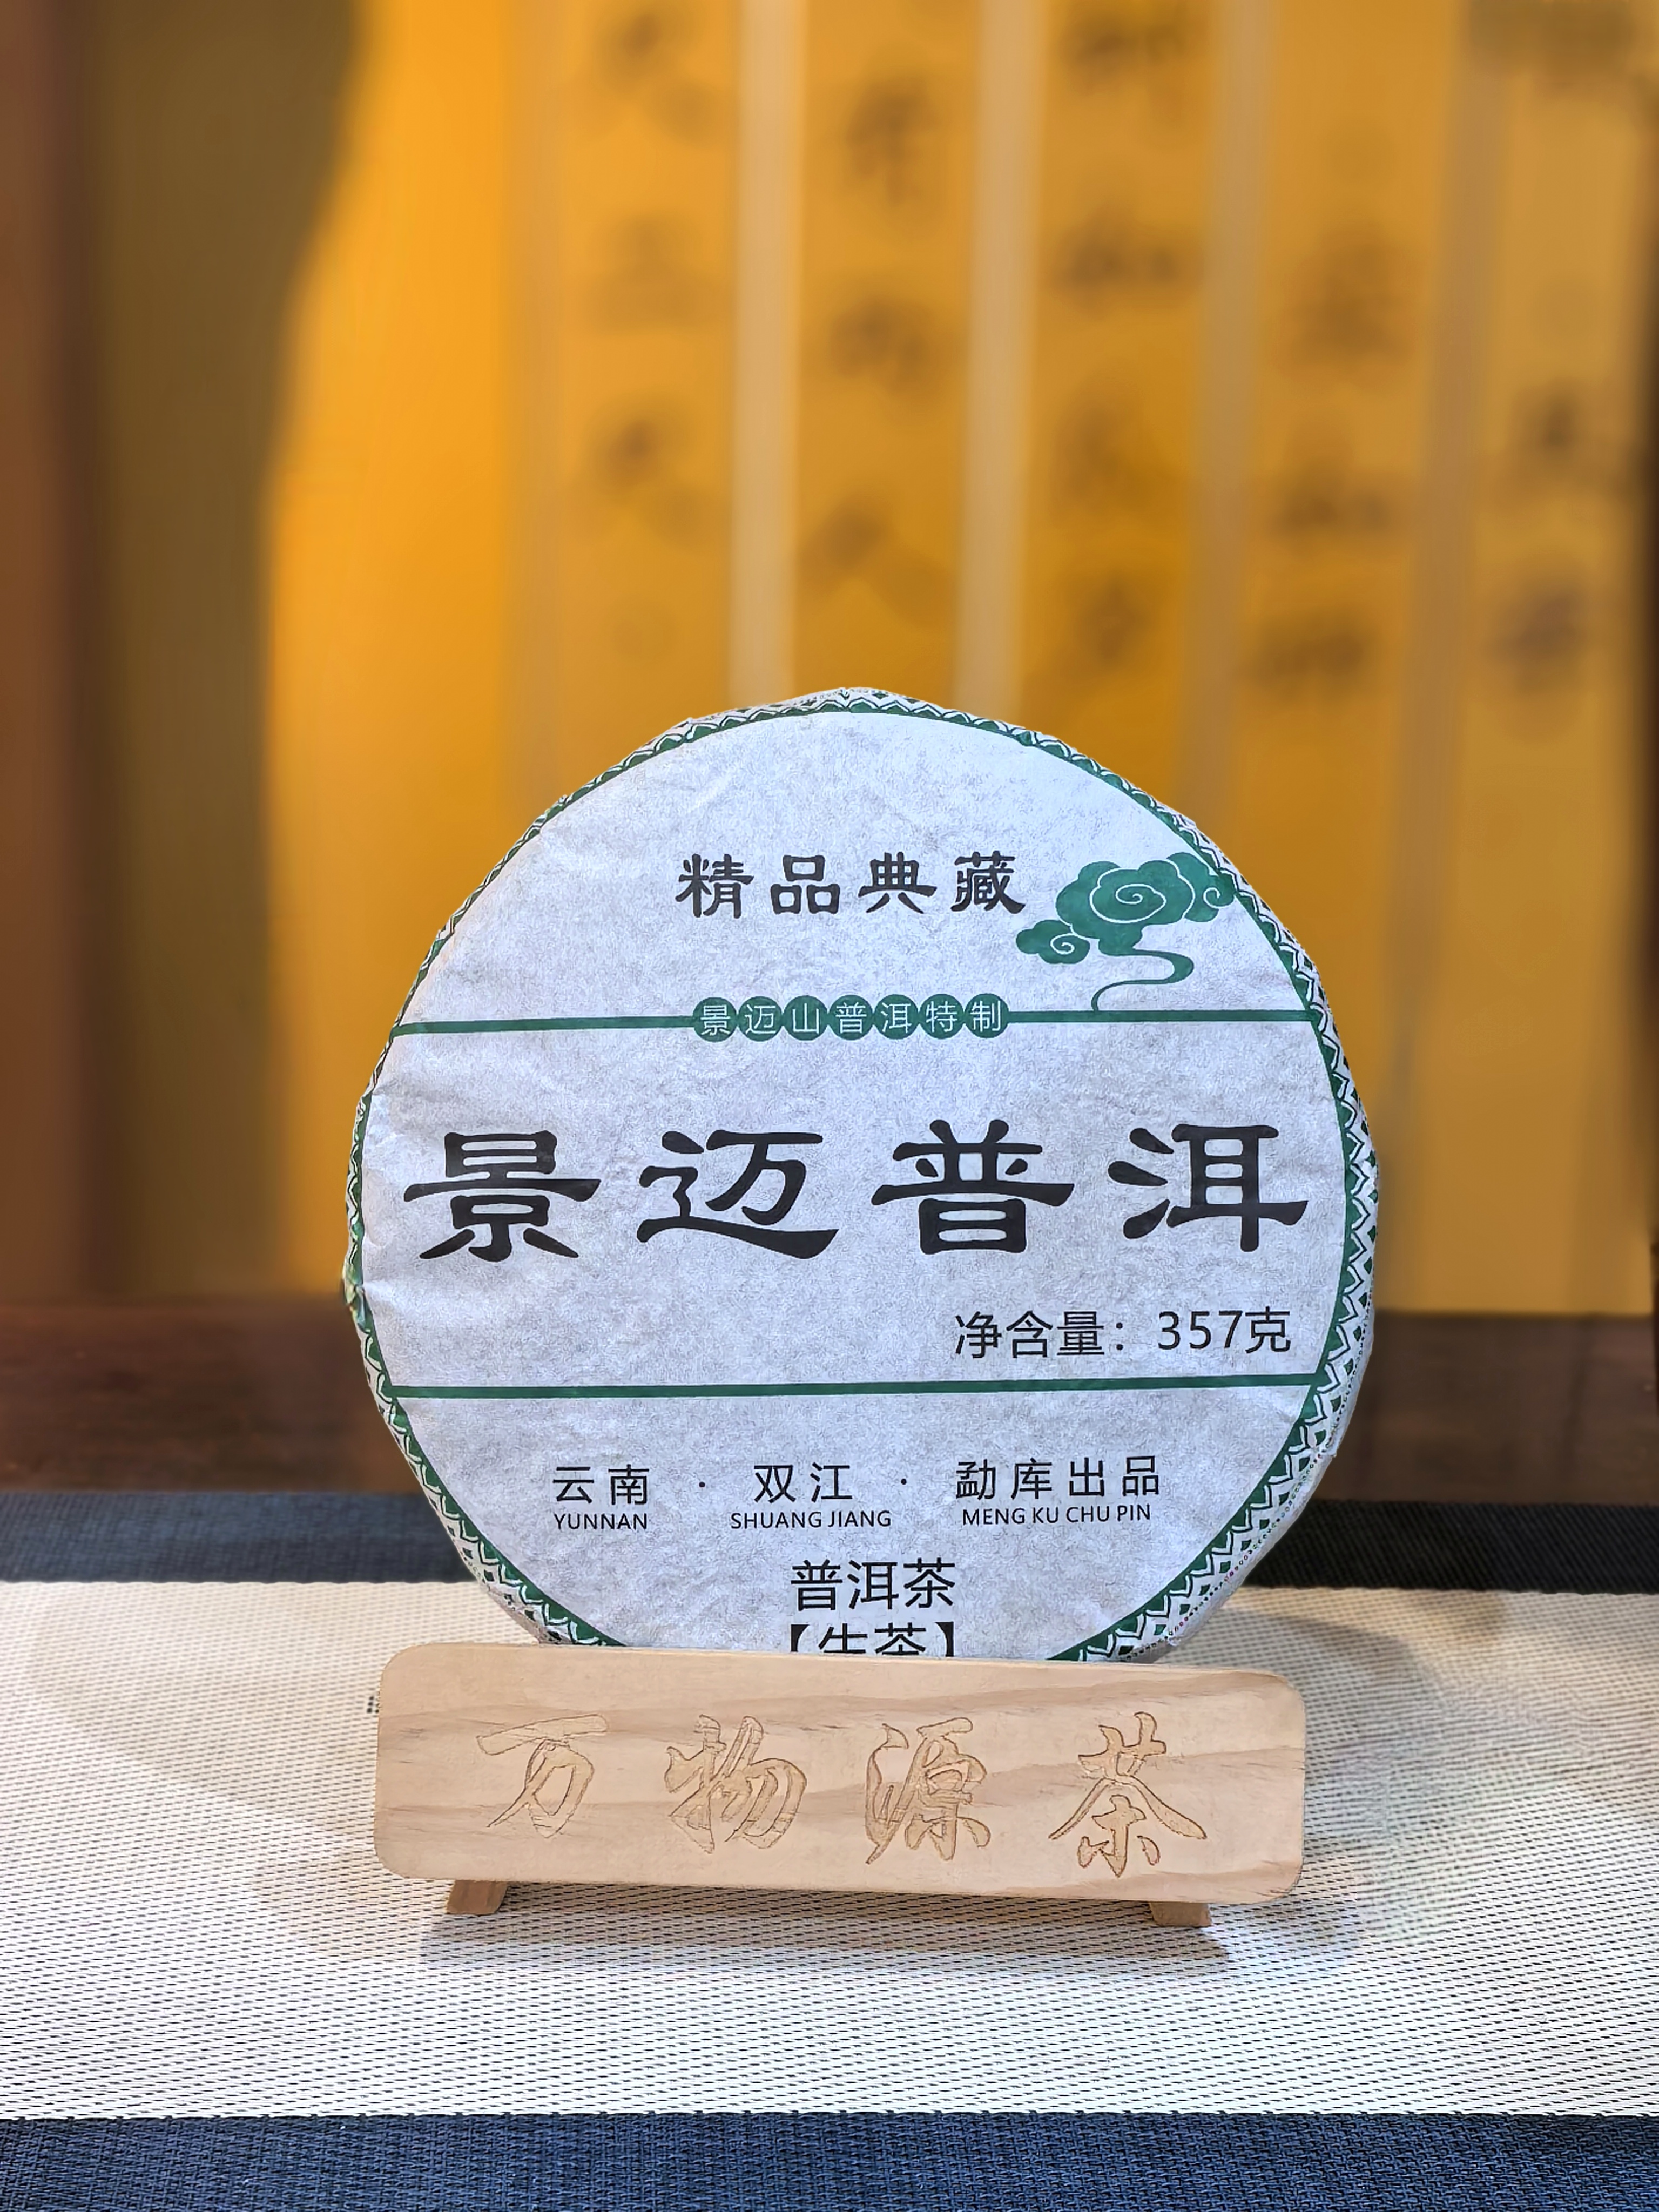 精品典藏
景迈山普洱特制
景迈普洱
净含量：357克
云南 · 双江 · 勐库出品
YUNNAN SHUANG JIANG MENG KU CHU PIN
普洱茶
【生茶】
万物源茶